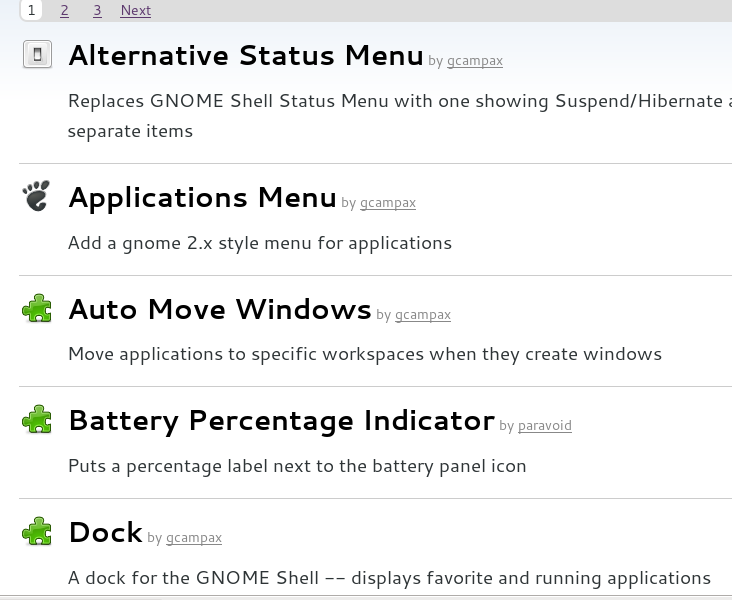 1 2 3 Next
Alternative Status Menu by gcampax
Replaces GNOME Shell Status Menu with one showing Suspend/Hibernate
separate items
Applications Menu by gcampax
Add a gnome 2.x style menu for applications
Auto Move Windows by gcampax
Move applications to specific workspaces when they create windows
Battery Percentage Indicator by paravoid
Puts a percentage label next to the battery panel icon
Dock by gcampax
A dock for the GNOME Shell -- displays favorite and running applications